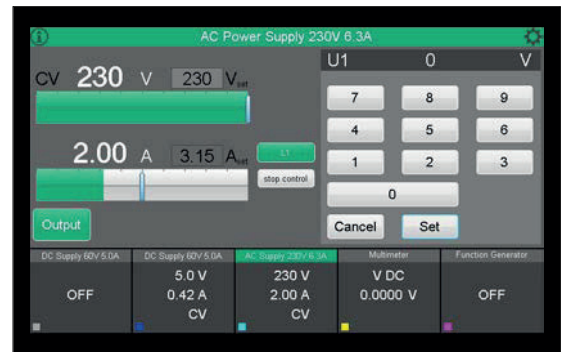 AC Power Supply 230V 6.3A
CV 230 V 230 Vset
2.00 A 3.15 Aset
L1
stop control
Output
U1 0 V
7 8 9
4 5 6
1 2 3
0
Cancel Set
DC Supply 60V 5.0A
OFF
DC Supply 60V 5.0A
5.0 V
0.42 A
CV
AC Supply 230V 6.3A
230 V
2.00 A
CV
Multimeter
V DC
0.0000 V
Function Generator
OFF